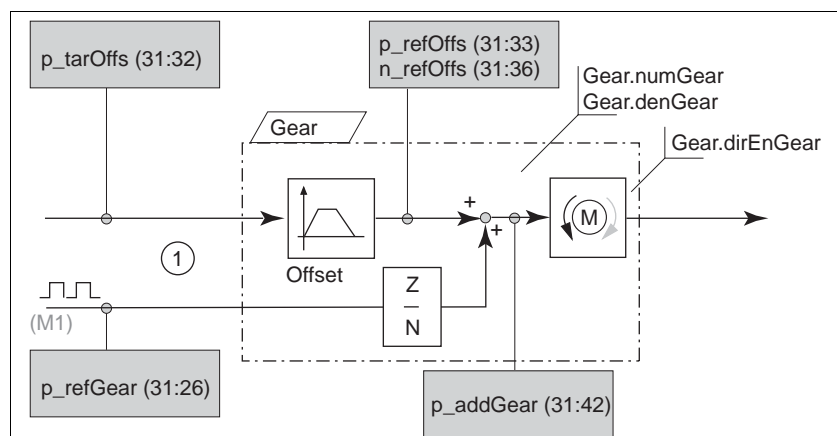 p_tarOffs (31:32)
p_refOffs (31:33)
n_refOffs (31:36)
Gear.numGear
Gear.denGear
Gear
Gear.dirEnGear
+
+
M
1
Offset
Z
N
(M1)
p_refGear (31:26)
p_addGear (31:42)